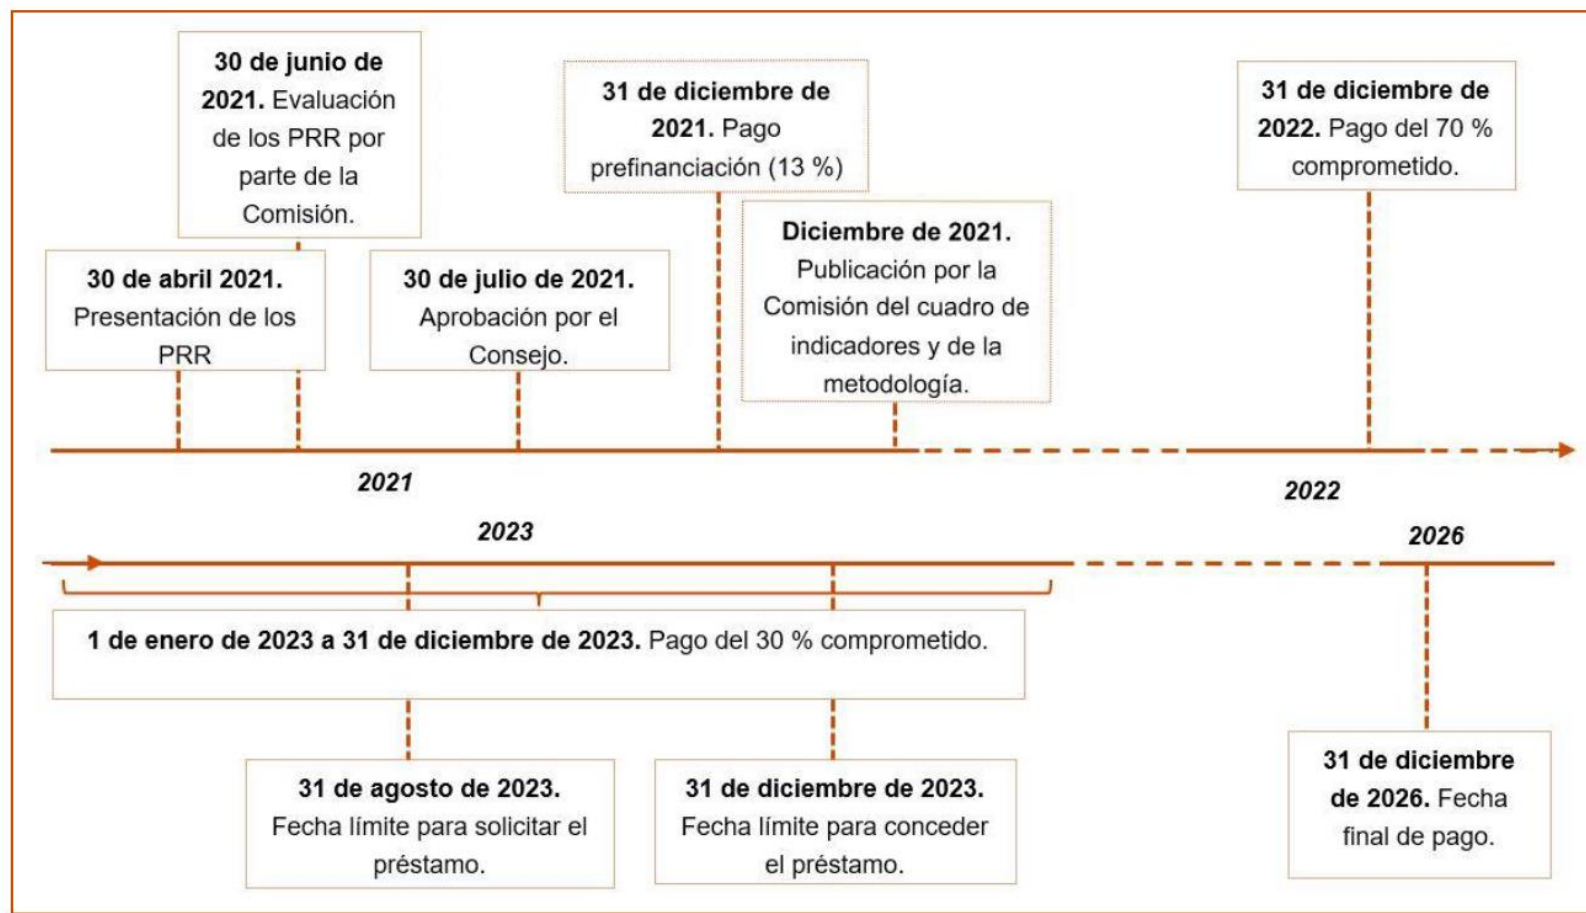 30 de junio de
2021. Evaluación
de los PRR por
parte de la
Comisión.
31 de diciembre de
2021. Pago
prefinanciación (13 %)
31 de diciembre de
2022. Pago del 70 %
comprometido.
30 de abril 2021.
Presentación de los
PRR
30 de julio de 2021.
Aprobación por el
Consejo.
Diciembre de 2021.
Publicación por la
Comisión del cuadro de
indicadores y de la
metodología.
2021
2022
2023
2026
1 de enero de 2023 a 31 de diciembre de 2023. Pago del 30 % comprometido.
31 de agosto de 2023.
Fecha límite para solicitar el
préstamo.
31 de diciembre de 2023.
Fecha límite para conceder
el préstamo.
31 de diciembre
de 2026. Fecha
final de pago.